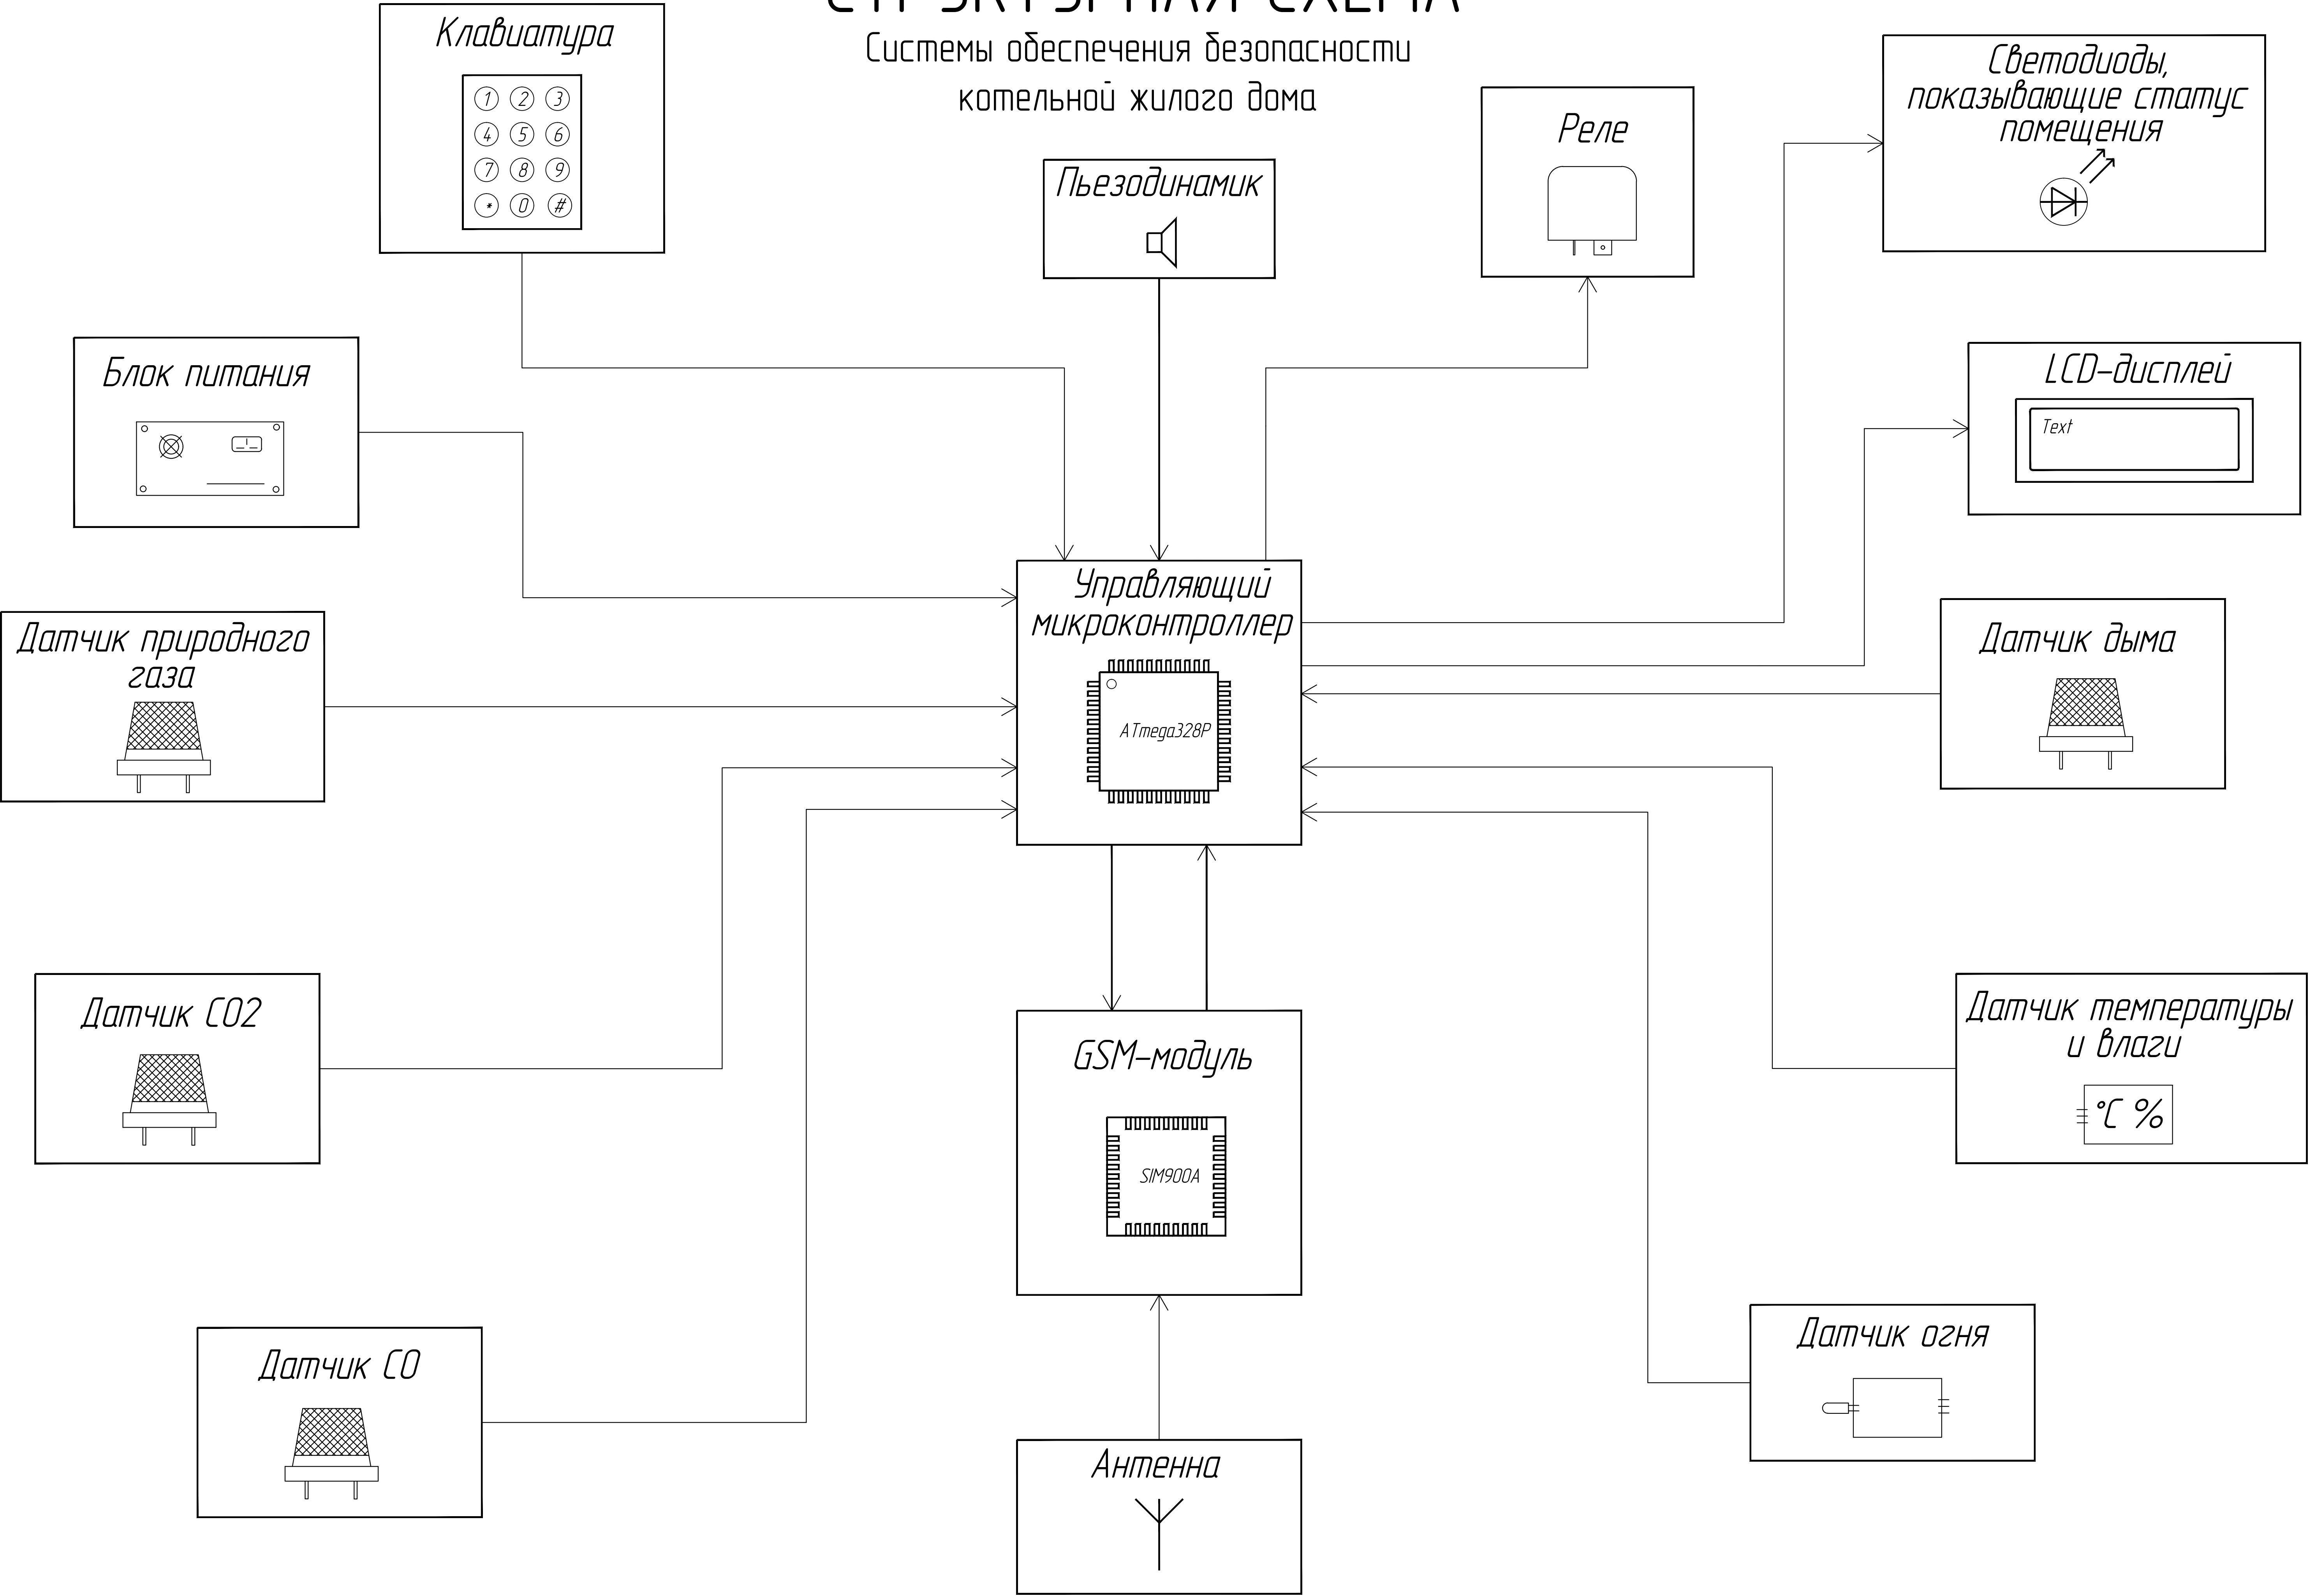 СТРУКТУРНАЯ СХЕМА
Системы обеспечения безопасности
котельной жилого дома
Клавиатура
1 2 3
4 5 6
7 8 9
* 0 #
Пьезодинамик
Реле
Светодиоды,
показывающие статус
помещения
Блок питания
LCD-дисплей
Text
Управляющий
микроконтроллер
ATmega328P
Датчик природного
газа
Датчик дыма
Датчик CO2
GSM-модуль
SIM900A
Датчик температуры
и влаги
°C %
Датчик CO
Датчик огня
Антенна